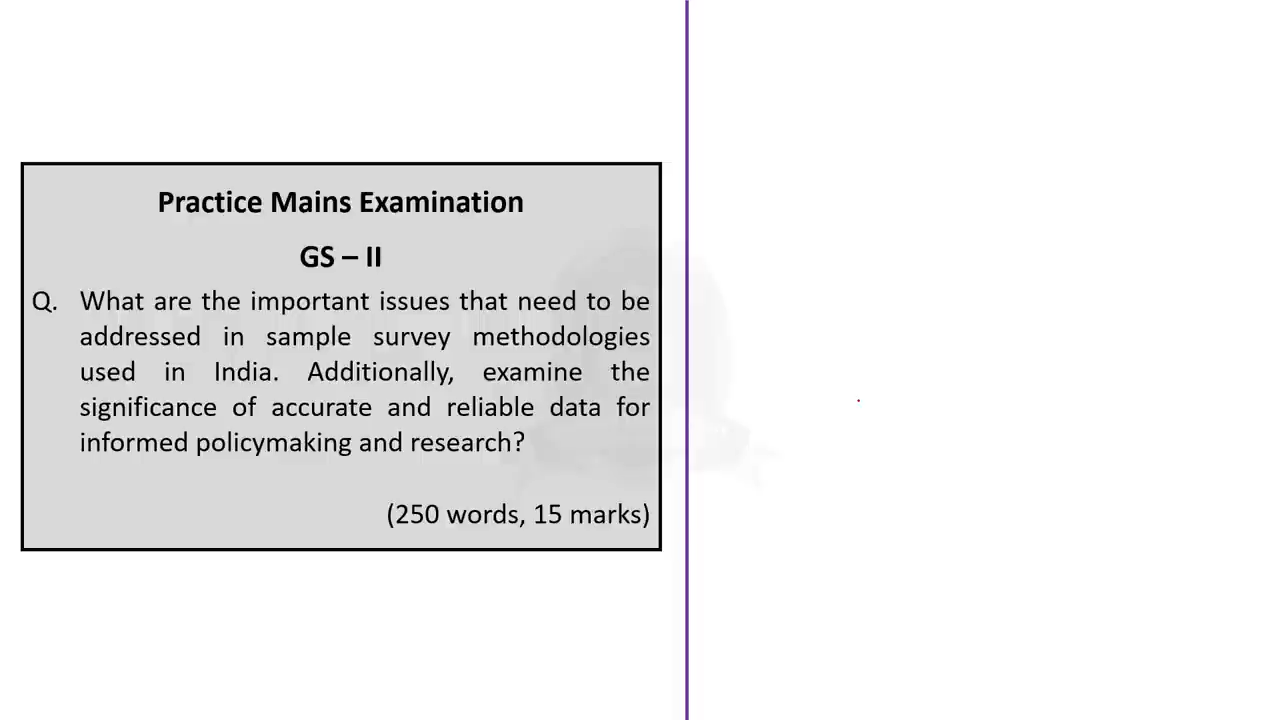 Practice Mains Examination
GS – II
Q. What are the important issues that need to be
addressed in sample survey methodologies
used in India. Additionally, examine the
significance of accurate and reliable data for
informed policymaking and research?
(250 words, 15 marks)